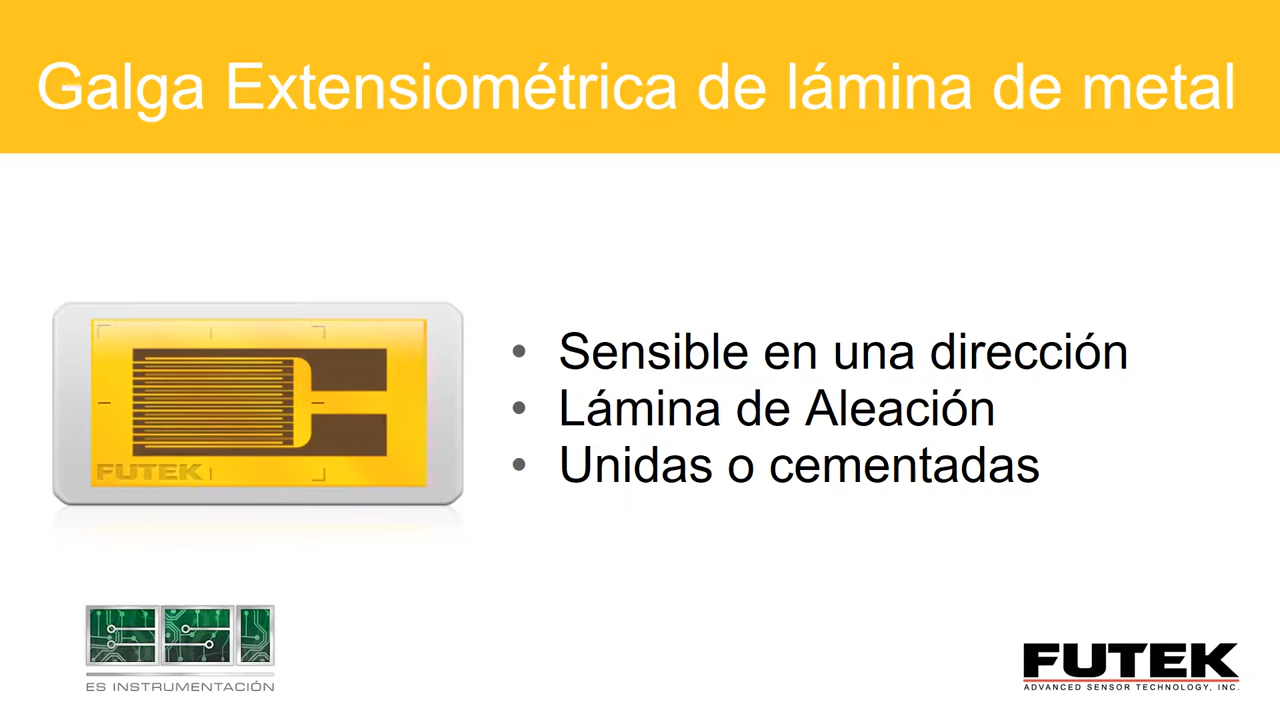 Galga Extensiométrica de lámina de metal
• Sensible en una dirección
• Lámina de Aleación
• Unidas o cementadas
FUTEK
ES INSTRUMENTACIÓN
FUTEK
ADVANCED SENSOR TECHNOLOGY, INC.